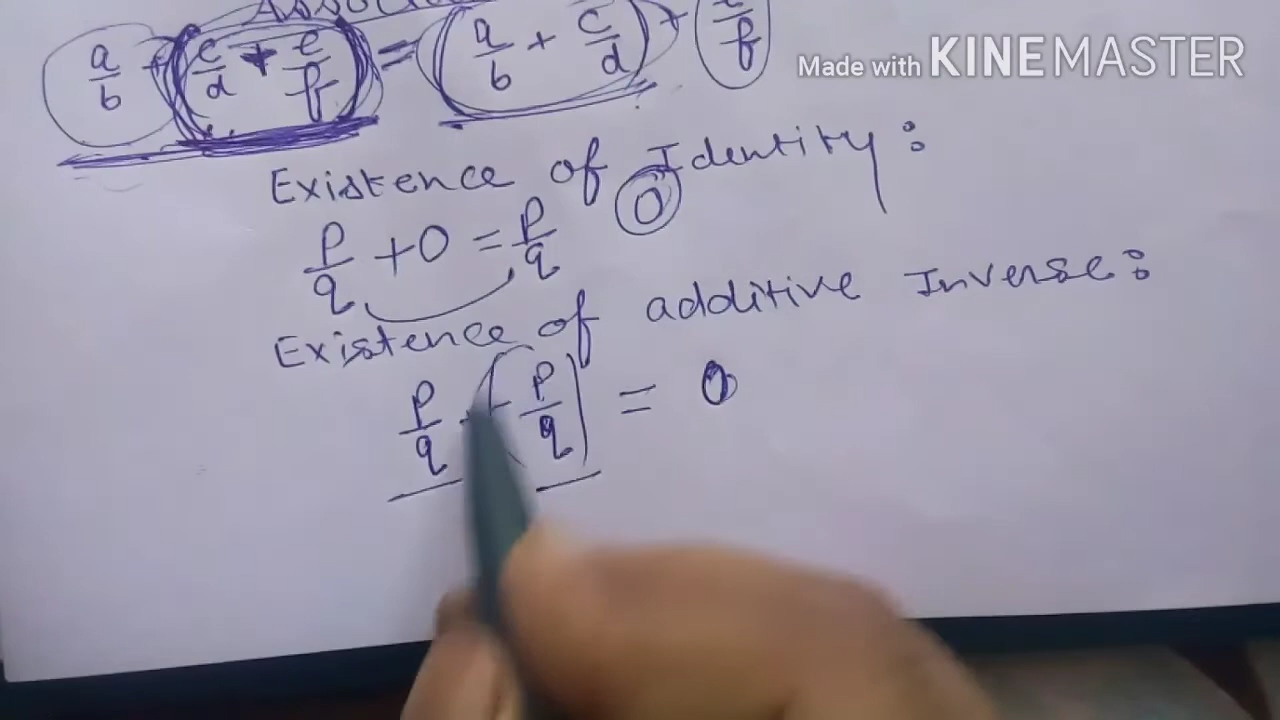 Made with KINEMASTER
a/b + (c/d + e/f) = (a/b + c/d) + e/f
Existence of Identity:
p/q + 0 = p/q 0
Existence of additive Inverse:
p/q + (-p/q) = 0